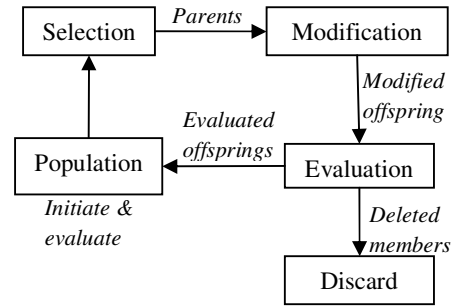 Selection
Parents
Modification
Modified
offspring
Evaluated
offsprings
Population
Evaluation
Initiate &
evaluate
Deleted
members
Discard